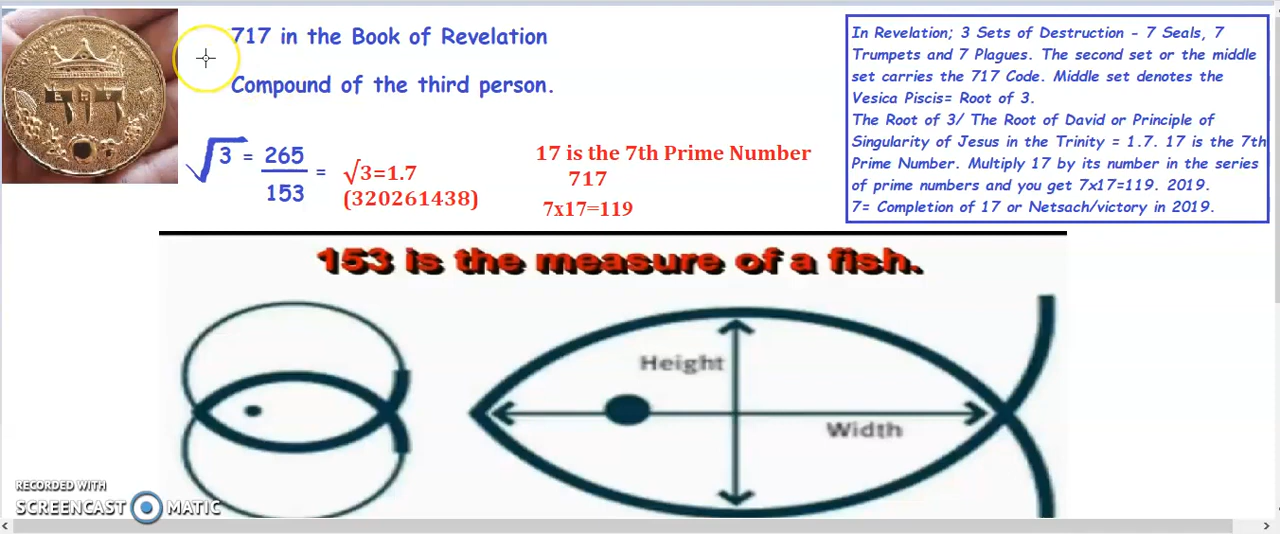 דוד
717 in the Book of Revelation
Compound of the third person.
√3 = 265/153 =
√3=1.7
(320261438)
17 is the 7th Prime Number
717
7x17=119
In Revelation; 3 Sets of Destruction - 7 Seals, 7
Trumpets and 7 Plagues. The second set or the middle
set carries the 717 Code. Middle set denotes the
Vesica Piscis= Root of 3.
The Root of 3/ The Root of David or Principle of
Singularity of Jesus in the Trinity = 1.7. 17 is the 7th
Prime Number. Multiply 17 by its number in the series
of prime numbers and you get 7x17=119. 2019.
7= Completion of 17 or Netsach/victory in 2019.
153 is the measure of a fish.
Height
Width
RECORDED WITH
SCREENCAST MATIC